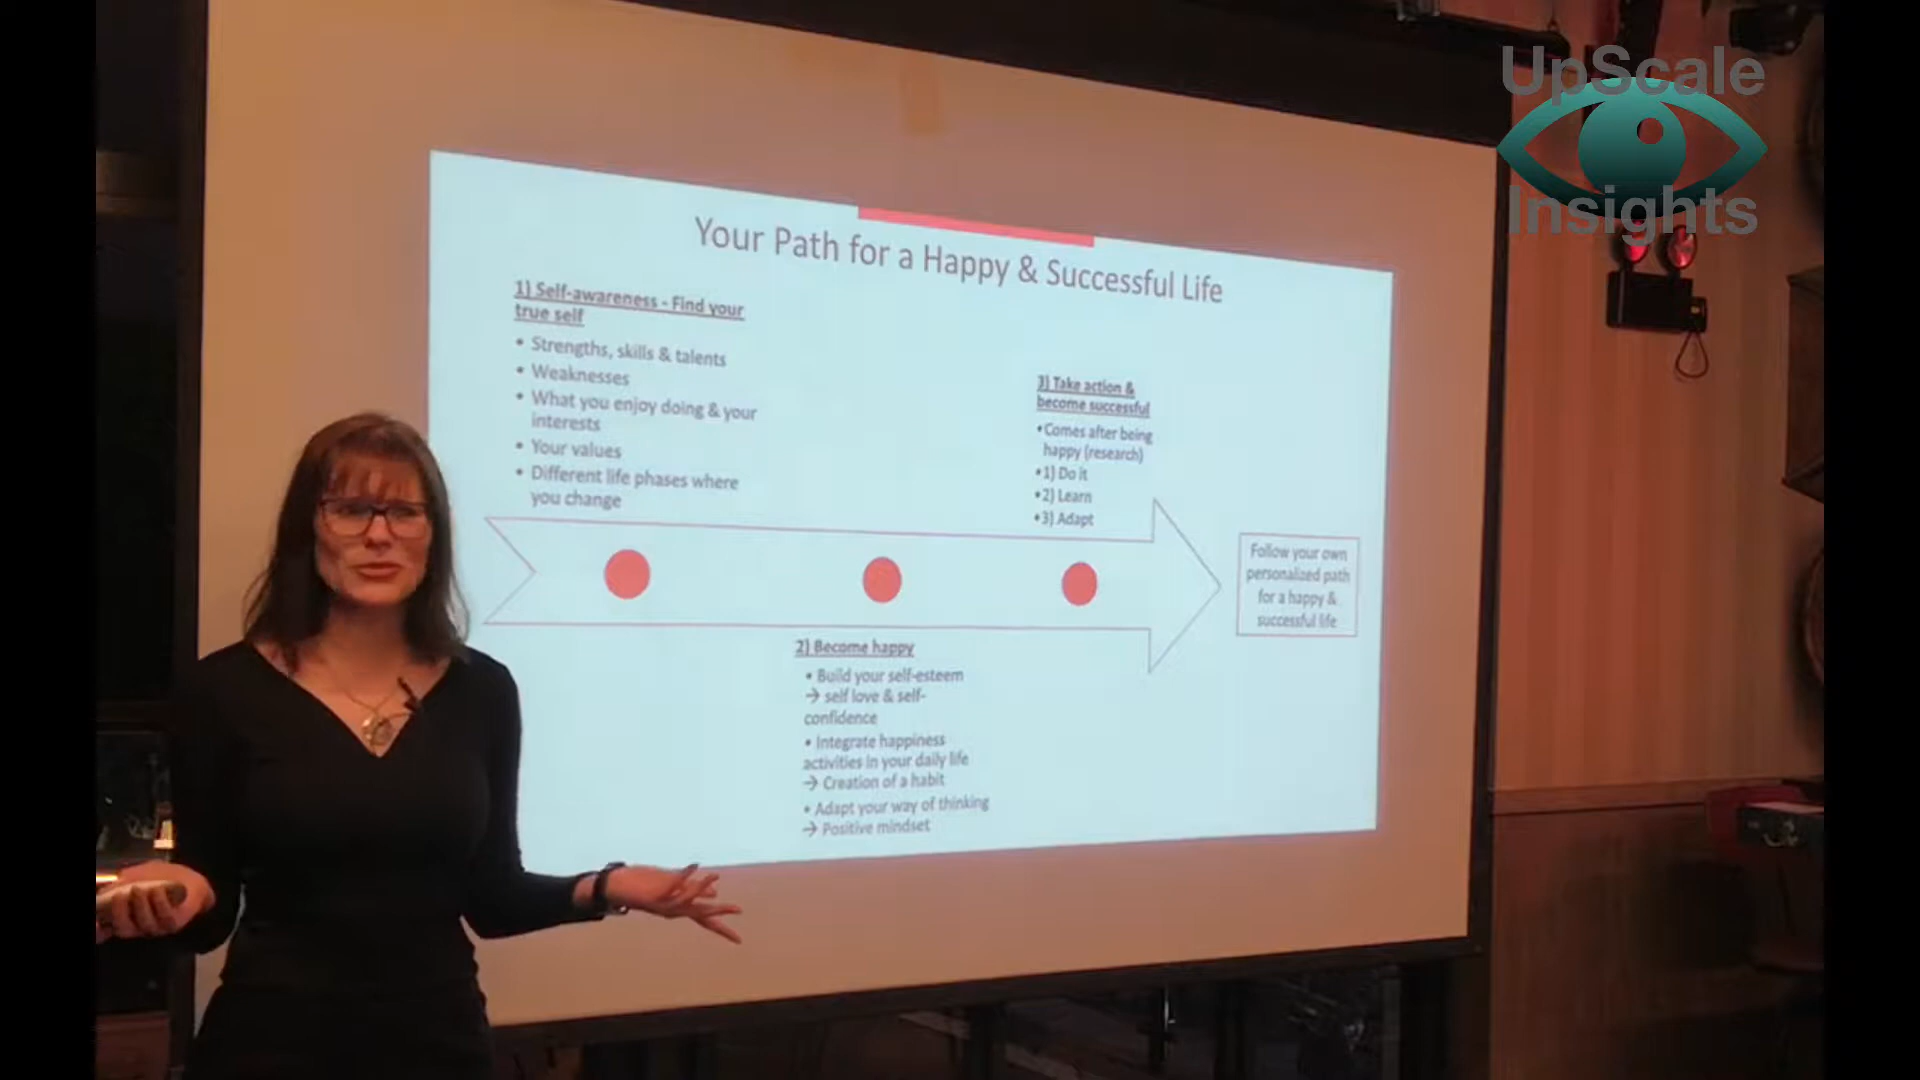 UpScale
Insights
Your Path for a Happy & Successful Life
1) Self-awareness - Find your
true self
• Strengths, skills & talents
• Weaknesses
• What you enjoy doing & your
interests
• Your values
• Different life phases where
you change
3) Take action &
become successful
•Comes after being
happy (research)
•1) Do it
•2) Learn
•3) Adapt
Follow your own
personalized path
for a happy &
successful life
2) Become happy
• Build your self-esteem
→ self love & self-
confidence
• Integrate happiness
activities in your daily life
→ Creation of a habit
• Adapt your way of thinking
→ Positive mindset